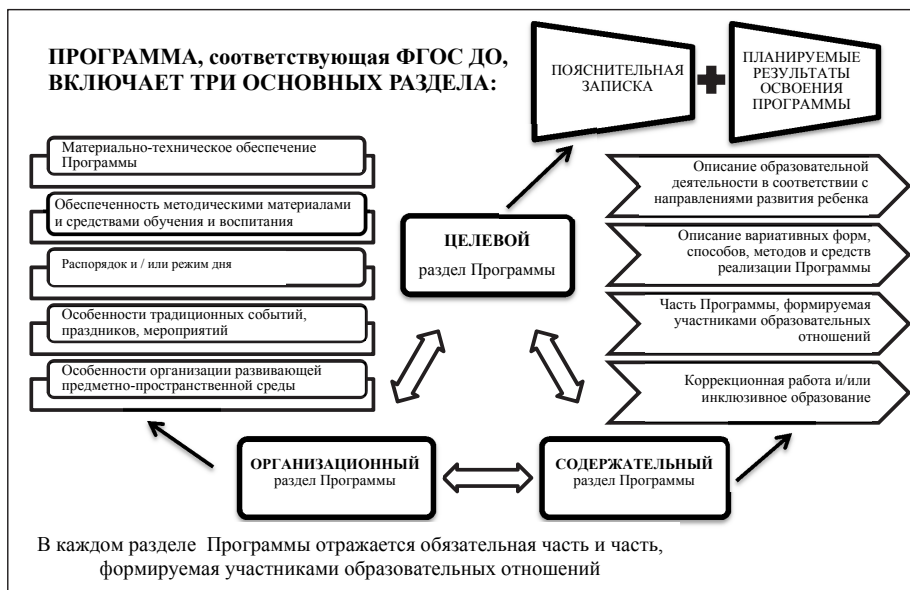 ПРОГРАММА, соответствующая ФГОС ДО,
ВКЛЮЧАЕТ ТРИ ОСНОВНЫХ РАЗДЕЛА:
ПОЯСНИТЕЛЬНАЯ
ЗАПИСКА
ПЛАНИРУЕМЫЕ
РЕЗУЛЬТАТЫ
ОСВОЕНИЯ
ПРОГРАММЫ
Материально-техническое обеспечение
Программы
Обеспеченность методическими материалами
и средствами обучения и воспитания
Распорядок и / или режим дня
Особенности традиционных событий,
праздников, мероприятий
Особенности организации развивающей
предметно-пространственной среды
ЦЕЛЕВОЙ
раздел Программы
Описание образовательной
деятельности в соответствии с
направлениями развития ребенка
Описание вариативных форм,
способов, методов и средств
реализации Программы
Часть Программы, формируемая
участниками образовательных
отношений
Коррекционная работа и/или
инклюзивное образование
ОРГАНИЗАЦИОННЫЙ
раздел Программы
СОДЕРЖАТЕЛЬНЫЙ
раздел Программы
В каждом разделе Программы отражается обязательная часть и часть,
формируемая участниками образовательных отношений